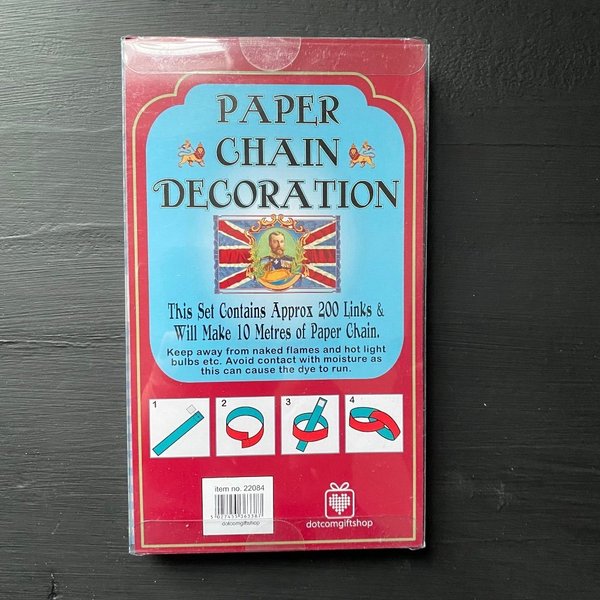 PAPER
CHAIN
DECORATION
This Set Contains Approx 200 Links &
Will Make 10 Metres of Paper Chain.
Keep away from naked flames and hot light
bulbs etc. Avoid contact with moisture as
this can cause the dye to run.
1 2 3 4
item no. 22084
dotcomgiftshop
dotcomgiftshop